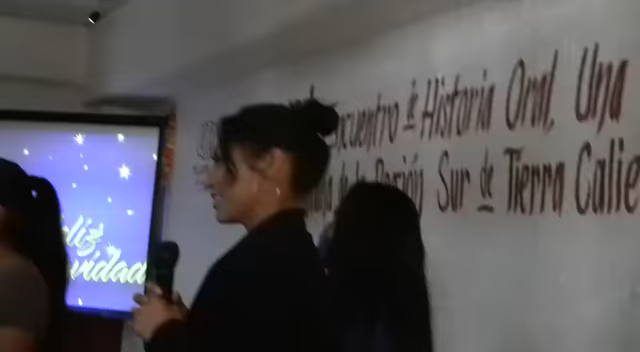 Encuentro de Historia Oral, Una
de la Región Sur de Tierra Calie
Feliz
Navidad